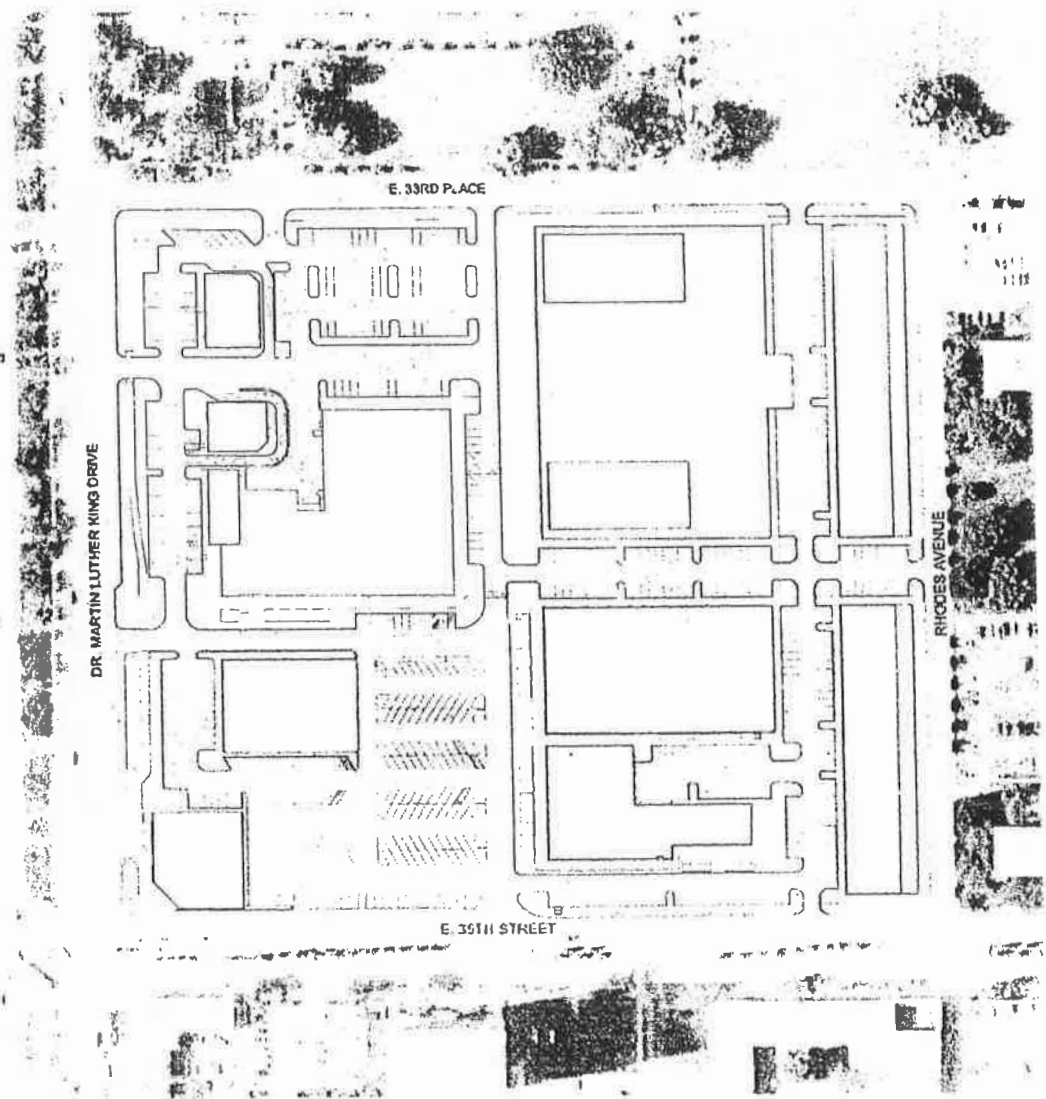 E. 33RD PLACE
DR. MARTIN LUTHER KING DRIVE
RHODES AVENUE
E. 35TH STREET